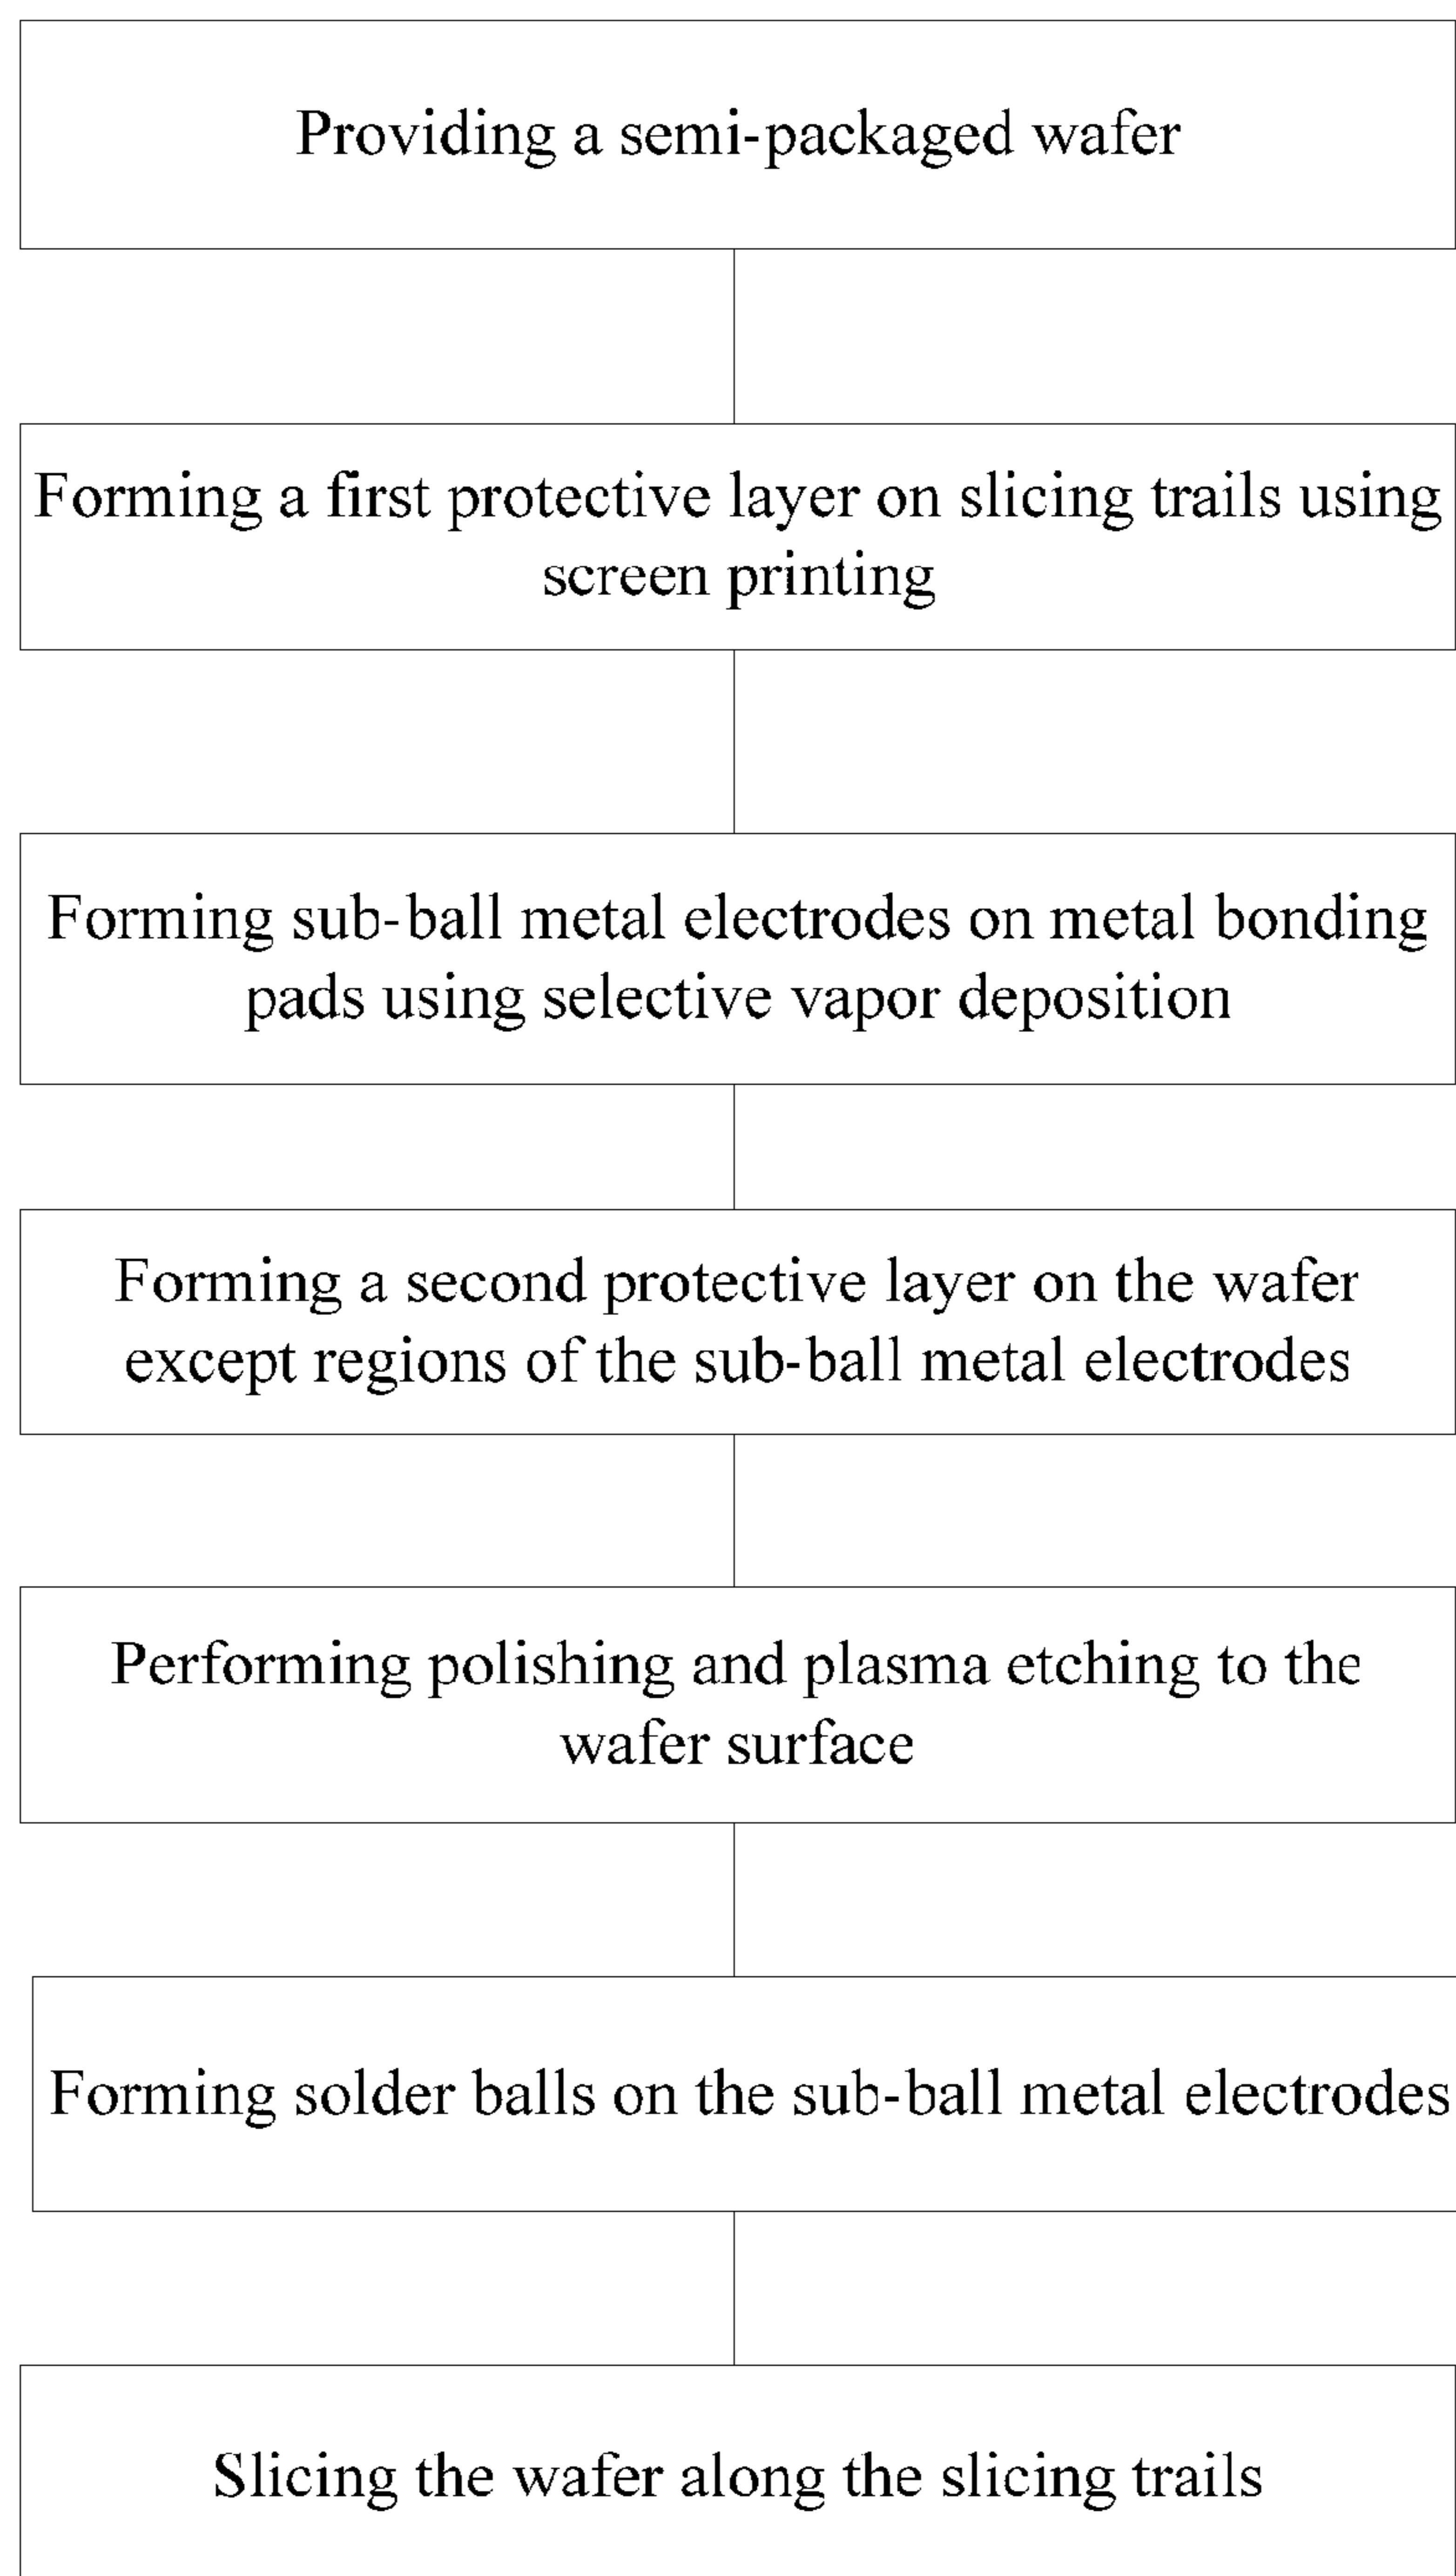 Providing a semi-packaged wafer
Forming a first protective layer on slicing trails using
screen printing
Forming sub-ball metal electrodes on metal bonding
pads using selective vapor deposition
Forming a second protective layer on the wafer
except regions of the sub-ball metal electrodes
Performing polishing and plasma etching to the
wafer surface
Forming solder balls on the sub-ball metal electrodes
Slicing the wafer along the slicing trails